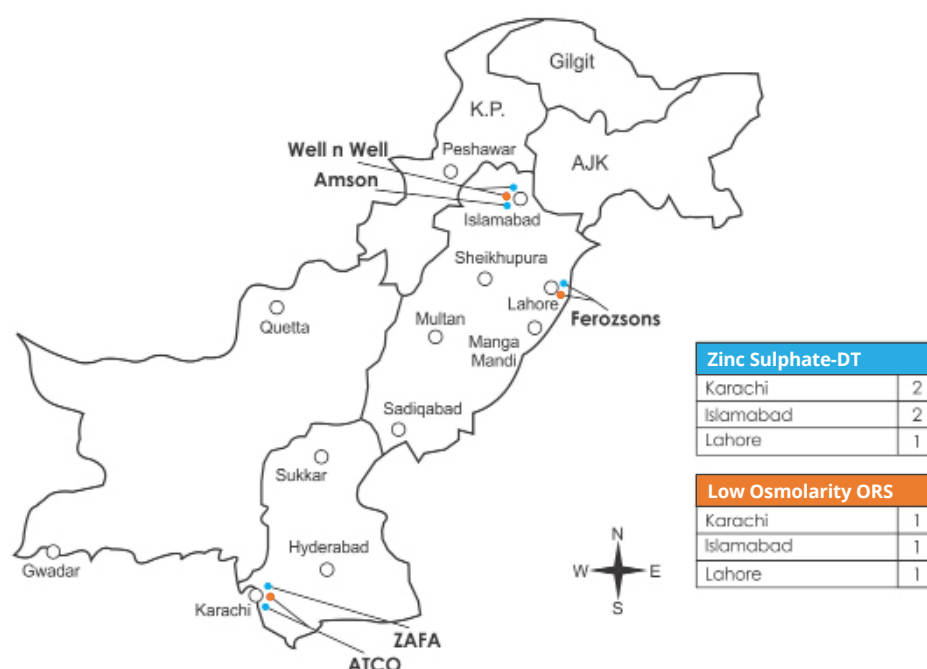 Gilgit
K.P.
Well n Well
Peshawar
AJK
Amson
Islamabad
Sheikhupura
Lahore
Ferozsons
Quetta
Multan
Manga
Mandi
Zinc Sulphate-DT
Karachi 2
Islamabad 2
Lahore 1
Sadiqabad
Sukkar
Low Osmolarity ORS
Karachi 1
Islamabad 1
Lahore 1
N
W E
S
Hyderabad
Gwadar
Karachi
ZAFA
ATCO